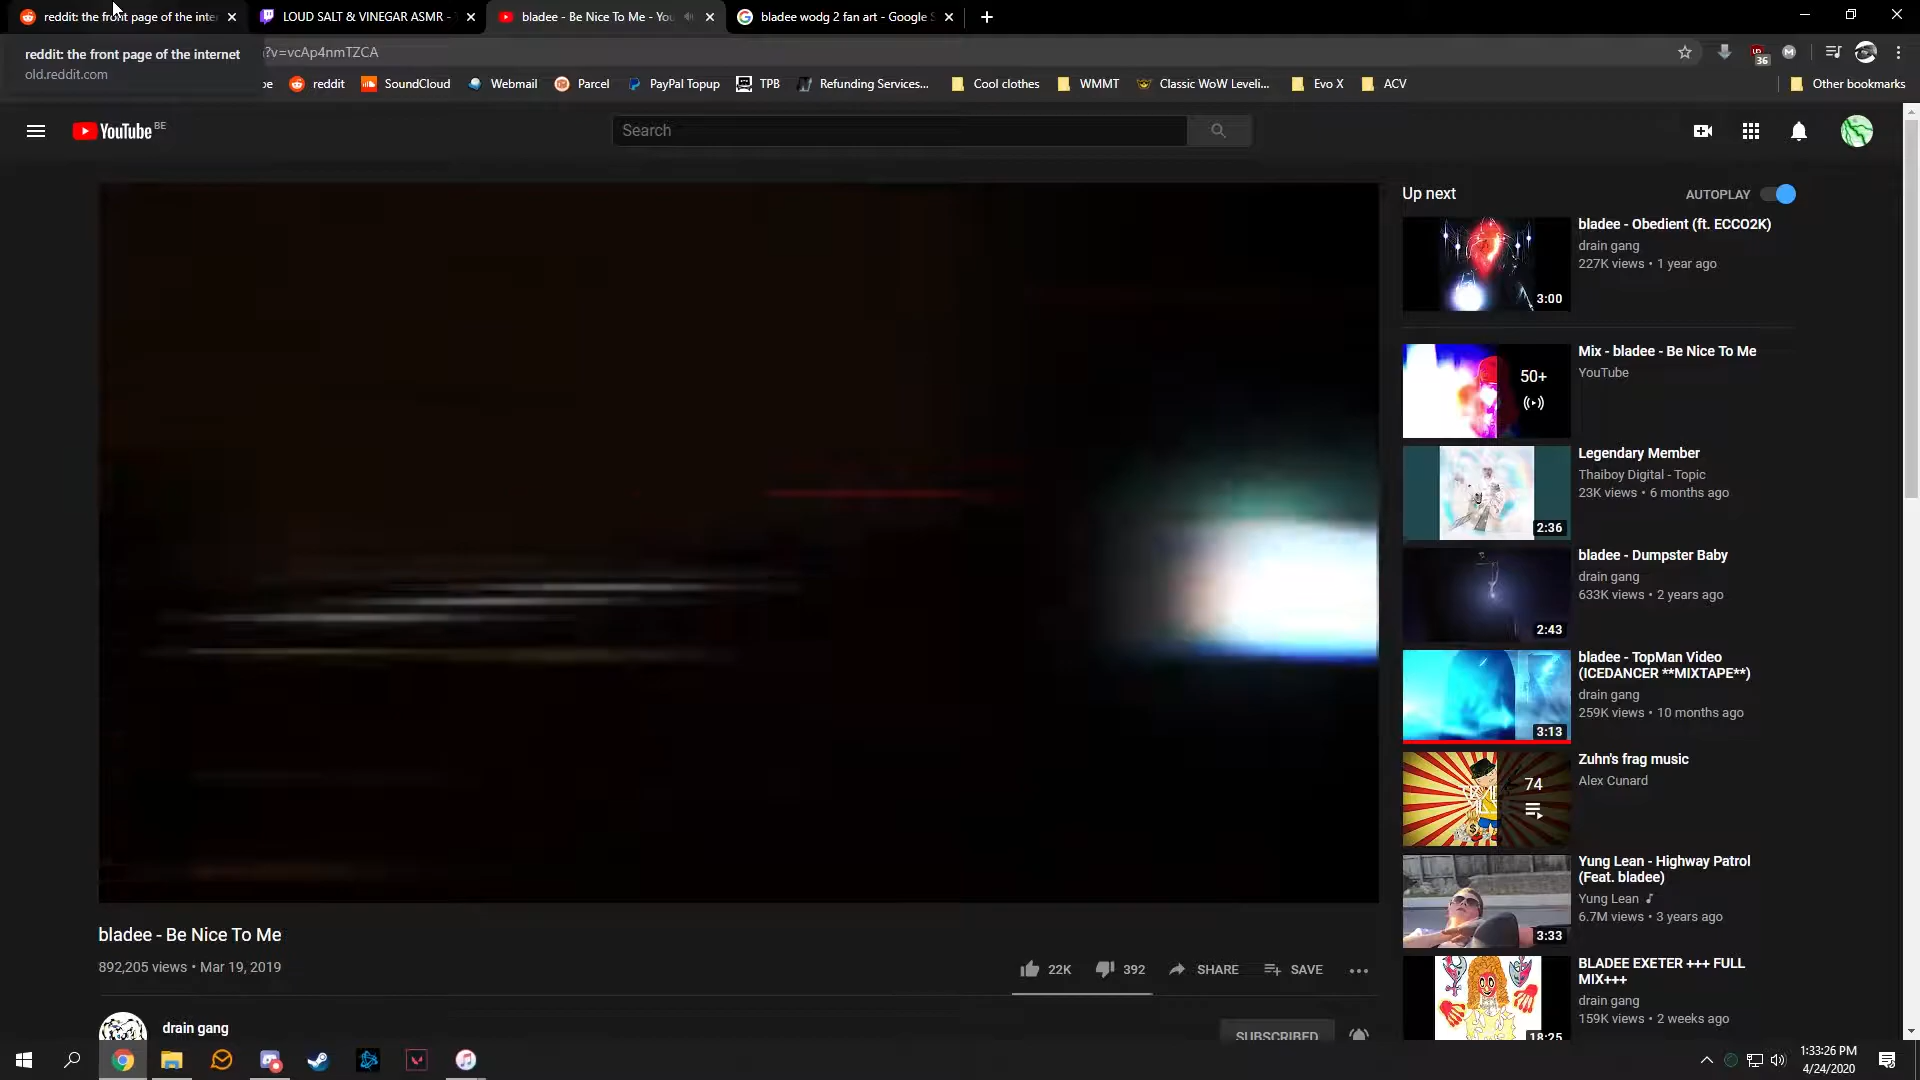 reddit: the front page of the inte
LOUD SALT & VINEGAR ASMR -
bladee - Be Nice To Me - You
bladee wodg 2 fan art - Google S
reddit: the front page of the internet
old.reddit.com
?v=vcAp4nmTZCA
36
be
reddit
SoundCloud
Webmail
Parcel
PayPal Topup
TPB
Refunding Services...
Cool clothes
WMMT
Classic WoW Leveli...
Evo X
ACV
Other bookmarks
YouTube BE
Search
Up next
AUTOPLAY
bladee - Obedient (ft. ECCO2K)
drain gang
227K views • 1 year ago
3:00
Mix - bladee - Be Nice To Me
YouTube
50+
Legendary Member
Thaiboy Digital - Topic
23K views • 6 months ago
2:36
bladee - Dumpster Baby
drain gang
633K views • 2 years ago
2:43
bladee - TopMan Video
(ICEDANCER **MIXTAPE**)
drain gang
259K views • 10 months ago
3:13
Zuhn's frag music
Alex Cunard
74
Yung Lean - Highway Patrol
(Feat. bladee)
Yung Lean
6.7M views • 3 years ago
3:33
BLADEE EXETER +++ FULL
MIX+++
drain gang
159K views • 2 weeks ago
18:25
bladee - Be Nice To Me
892,205 views • Mar 19, 2019
22K
392
SHARE
SAVE
drain gang
SUBSCRIBED
1:33:26 PM
4/24/2020